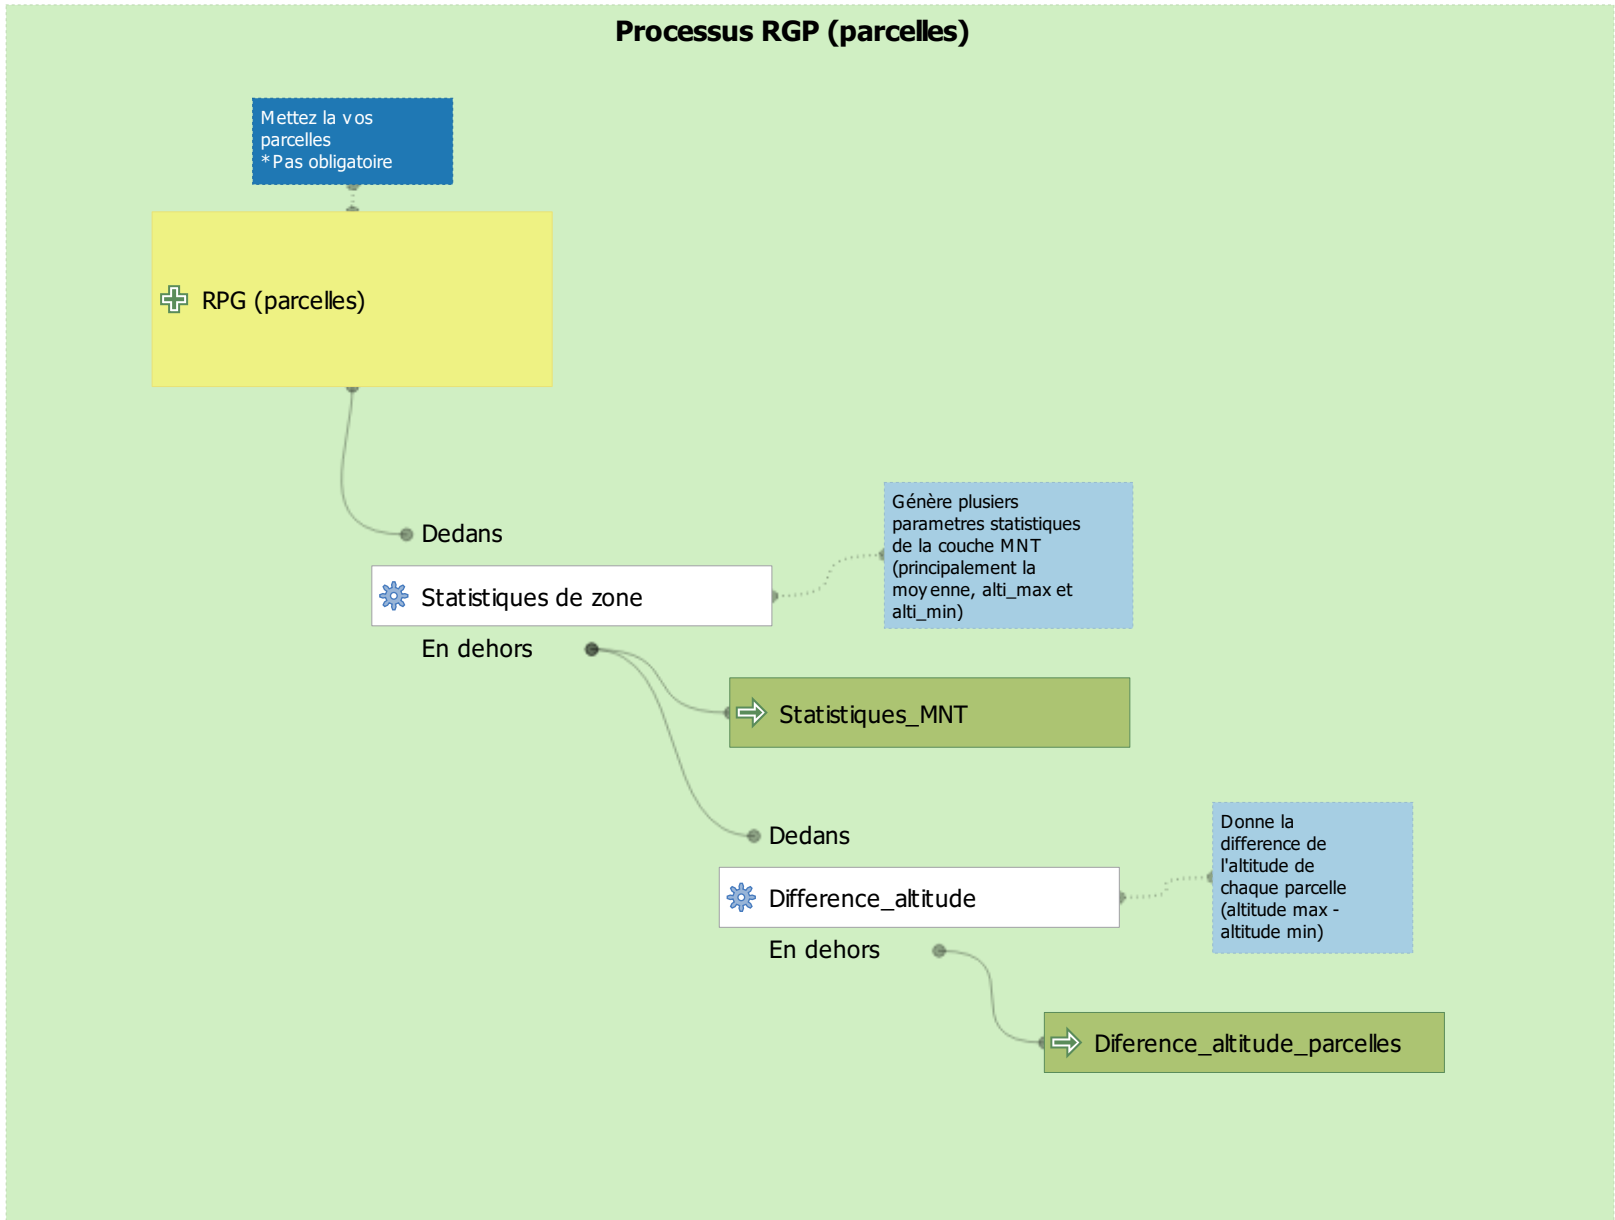 Processus RGP (parcelles)
Mettez la vos
parcelles
*Pas obligatoire
RPG (parcelles)
Dedans
Statistiques de zone
En dehors
Génère plusiers
parametres statistiques
de la couche MNT
(principalement la
moyenne, alti_max et
alti_min)
Statistiques_MNT
Dedans
Difference_altitude
En dehors
Donne la
difference de
l'altitude de
chaque parcelle
(altitude max -
altitude min)
Diference_altitude_parcelles